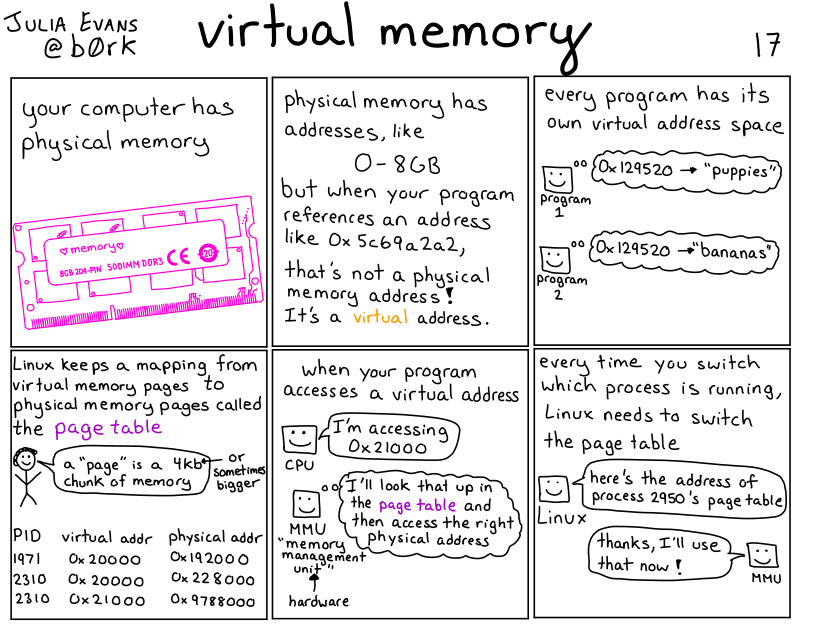 JULIA EVANS
@bØrk
virtual memory
17
your computer has
physical memory
♡memory♡
8GB 204-PIN SODIMM DDR3 CE 20
physical memory has
addresses, like
0-8GB
but when your program
references an address
like 0x5c69a2a2,
that's not a physical
memory address!
It's a virtual address.
every program has its
own virtual address space
program
1
0x129520 → "puppies"
program
2
0x129520 → "bananas"
Linux keeps a mapping from
virtual memory pages to
physical memory pages called
the page table
a "page" is a 4kb
chunk of memory
or
sometimes
bigger
PID virtual addr physical addr
1971 0x20000 0x192000
2310 0x20000 0x228000
2310 0x21000 0x9788000
when your program
accesses a virtual address
CPU
I'm accessing
0x21000
I'll look that up in
the page table and
then access the right
physical address
MMU
"memory
management
unit"
hardware
every time you switch
which process is running,
Linux needs to switch
the page table
Linux
here's the address of
process 2950's page table
thanks, I'll use
that now!
MMU